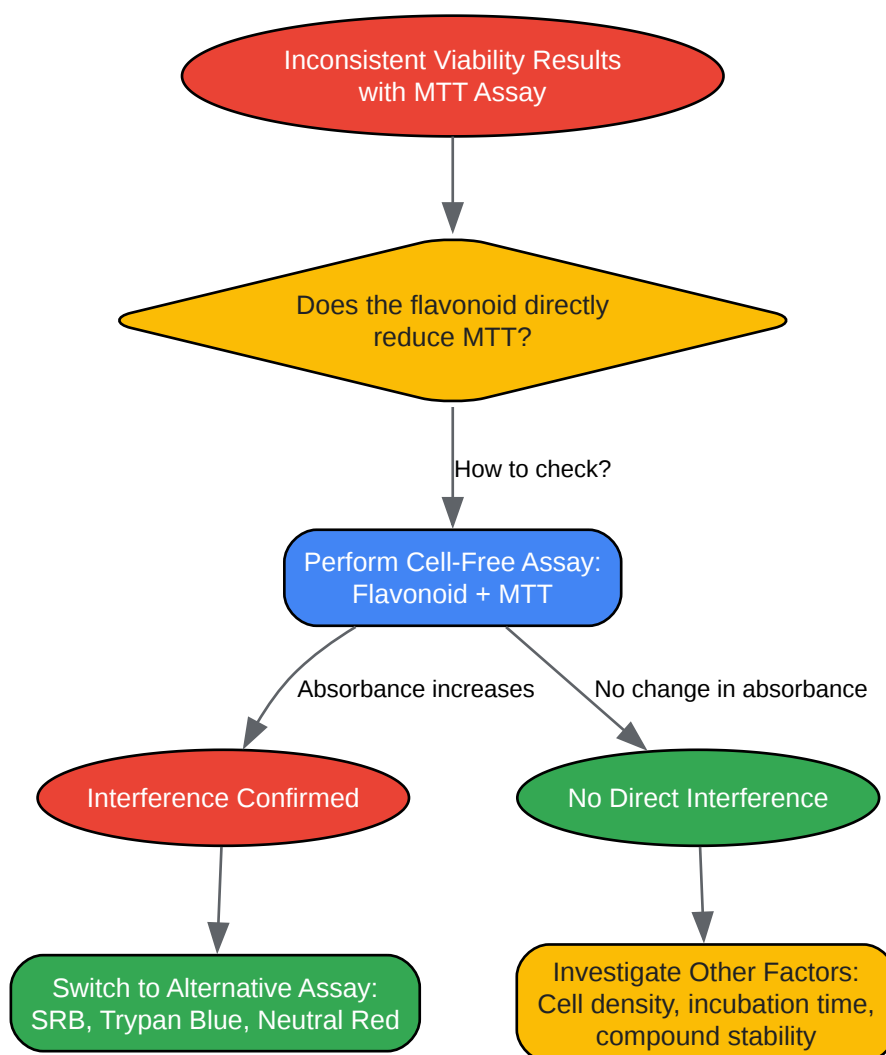 Inconsistent Viability Results
with MTT Assay
Does the flavonoid directly
reduce MTT?
How to check?
Perform Cell-Free Assay:
Flavonoid + MTT
Absorbance increases
No change in absorbance
Interference Confirmed
No Direct Interference
Switch to Alternative Assay:
SRB, Trypan Blue, Neutral Red
Investigate Other Factors:
Cell density, incubation time,
compound stability